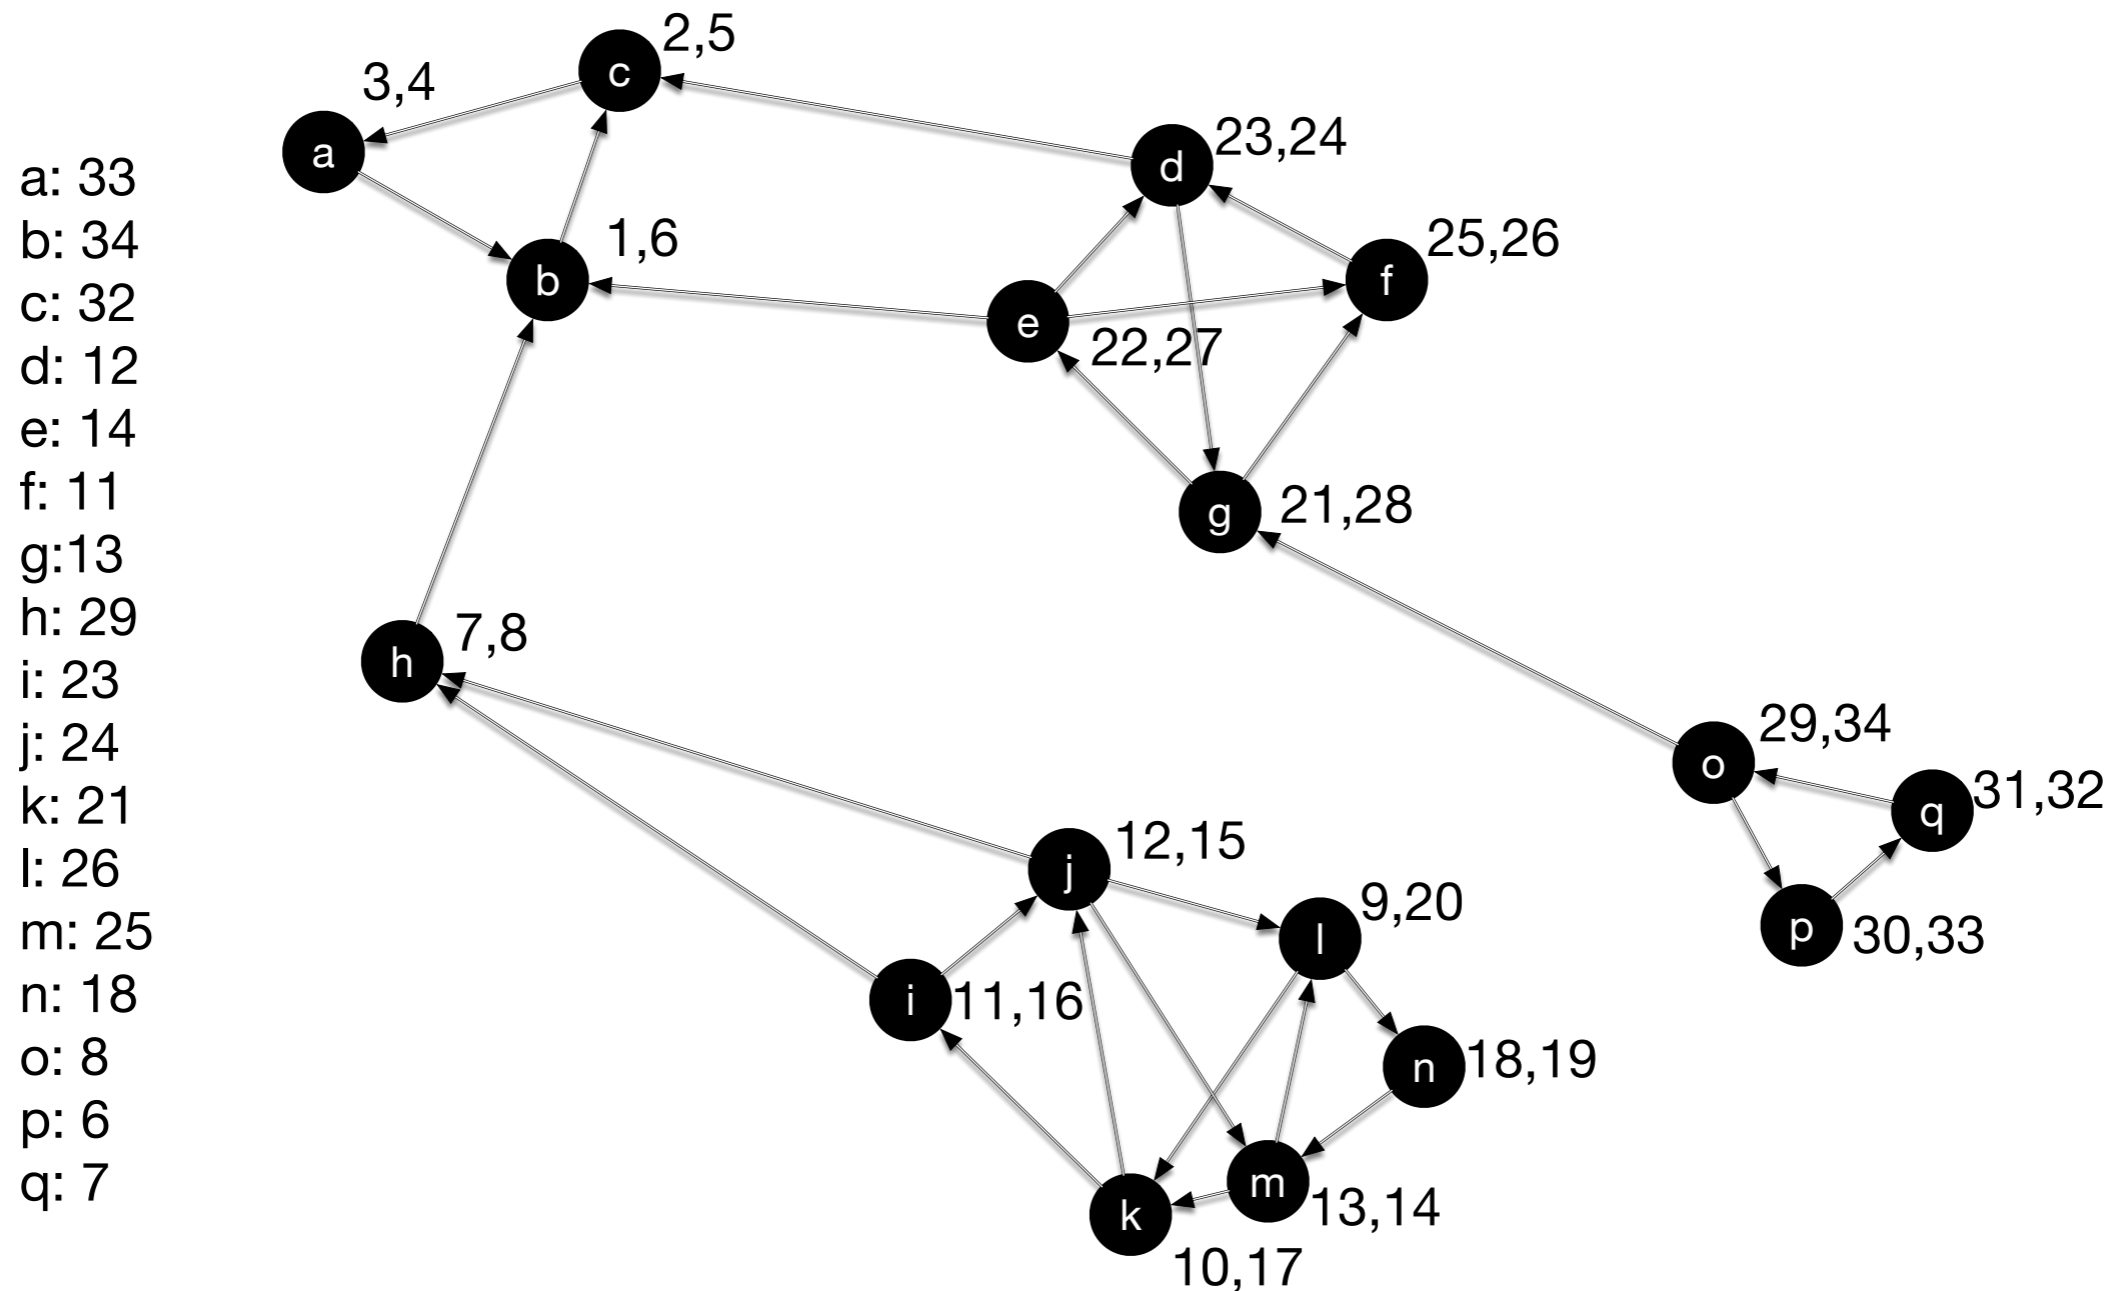 a: 33
b: 34
c: 32
d: 12
e: 14
f: 11
g:13
h: 29
i: 23
j: 24
k: 21
l: 26
m: 25
n: 18
o: 8
p: 6
q: 7
c 2,5
a 3,4
d 23,24
b 1,6
f 25,26
e 22,27
g 21,28
h 7,8
o 29,34
q 31,32
j 12,15
l 9,20
p 30,33
i 11,16
n 18,19
m 13,14
k 10,17